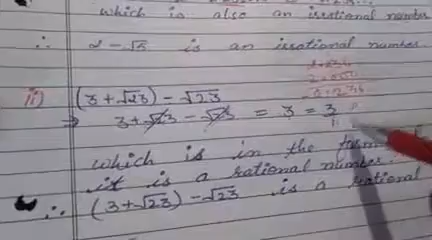 which is also an irrational number
∴ 2 - √5 is an irrational number.
ii) (3 + √23) - √23
⇒ 3 + √23 - √23 = 3 = 3/1
which is in the form
it is a rational number.
∴ (3 + √23) - √23 is a rational